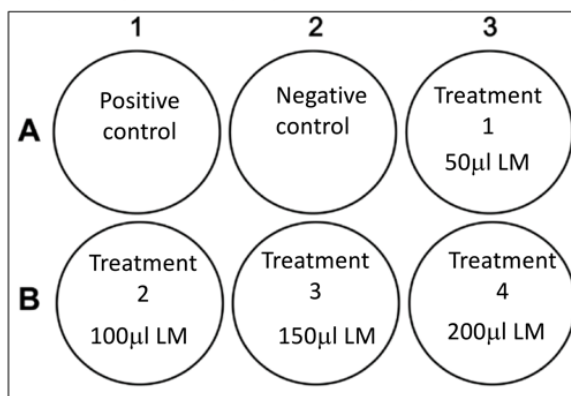 1 2 3
A
Positive
control
Negative
control
Treatment
1
50μl LM
B
Treatment
2
100μl LM
Treatment
3
150μl LM
Treatment
4
200μl LM